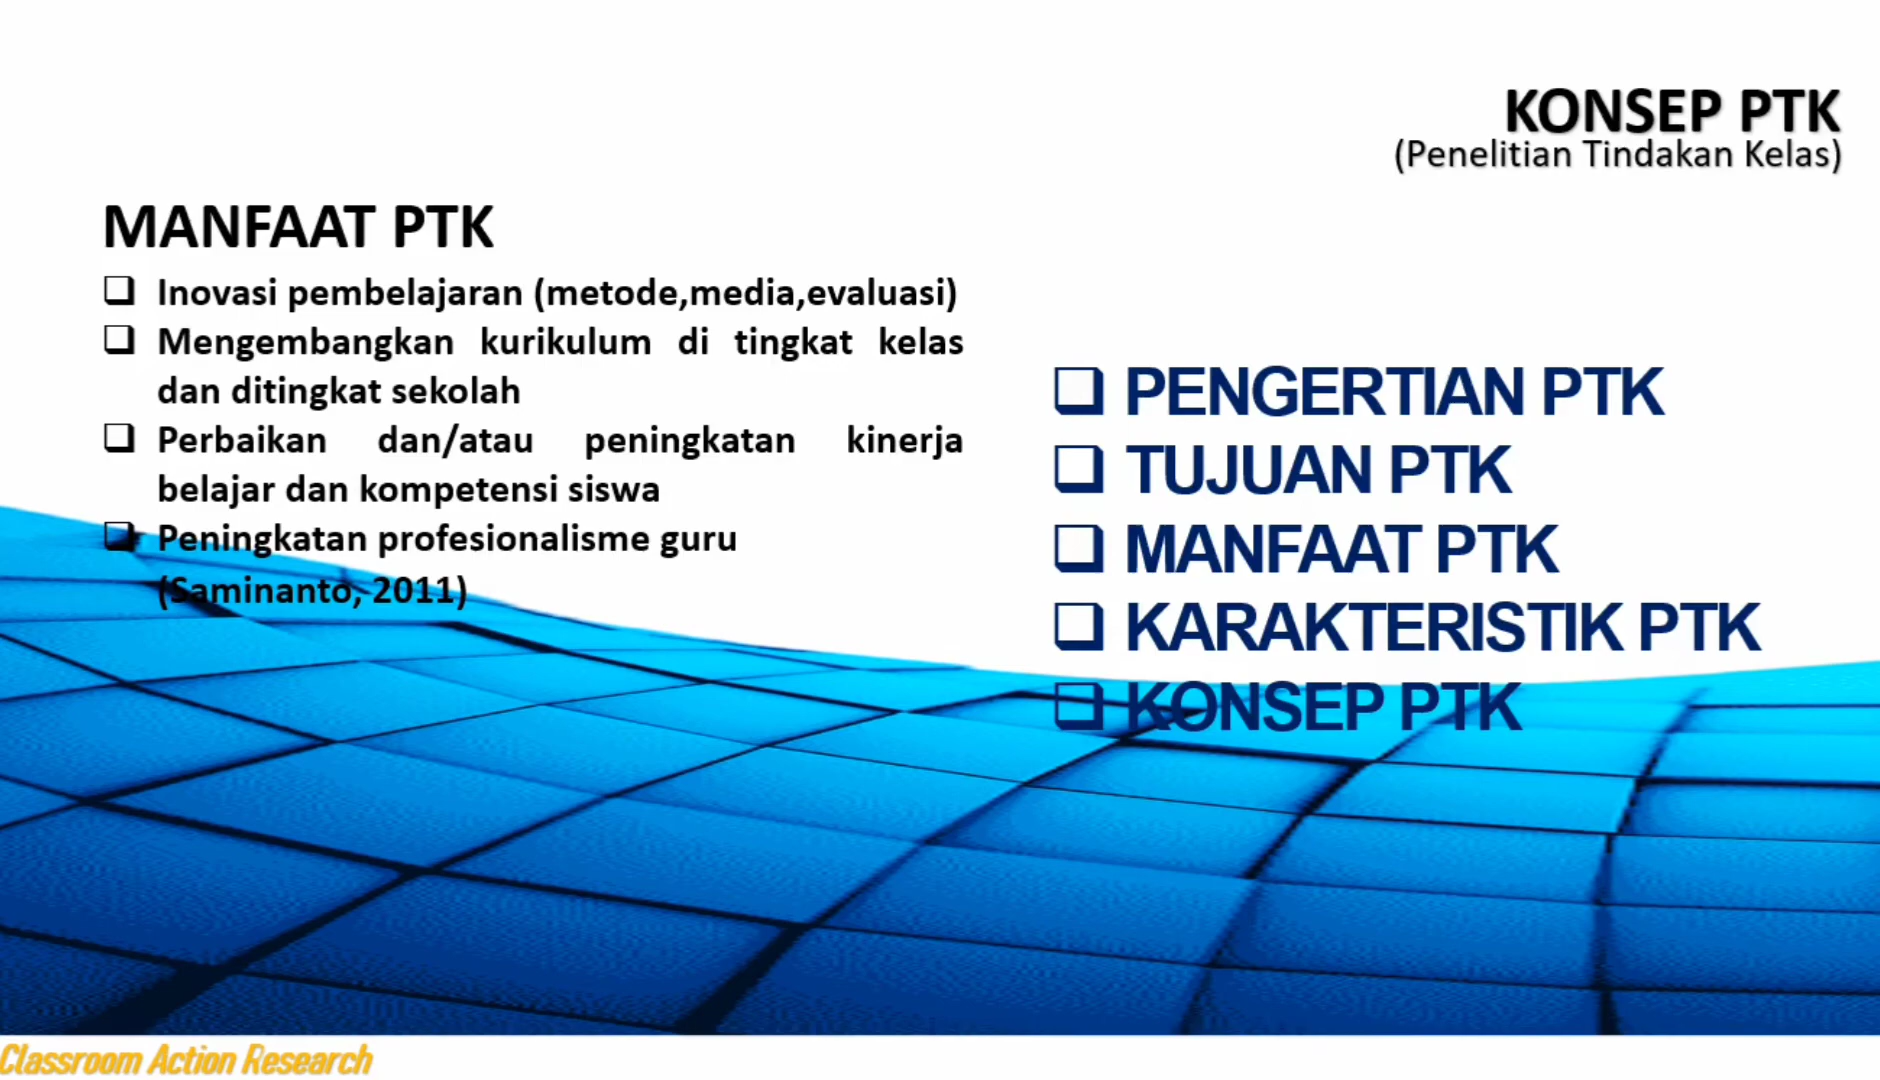 KONSEP PTK
(Penelitian Tindakan Kelas)
MANFAAT PTK
Inovasi pembelajaran (metode,media,evaluasi)
Mengembangkan kurikulum di tingkat kelas
dan ditingkat sekolah
Perbaikan dan/atau peningkatan kinerja
belajar dan kompetensi siswa
Peningkatan profesionalisme guru
(Saminanto, 2011)
PENGERTIAN PTK
TUJUAN PTK
MANFAAT PTK
KARAKTERISTIK PTK
KONSEP PTK
Classroom Action Research